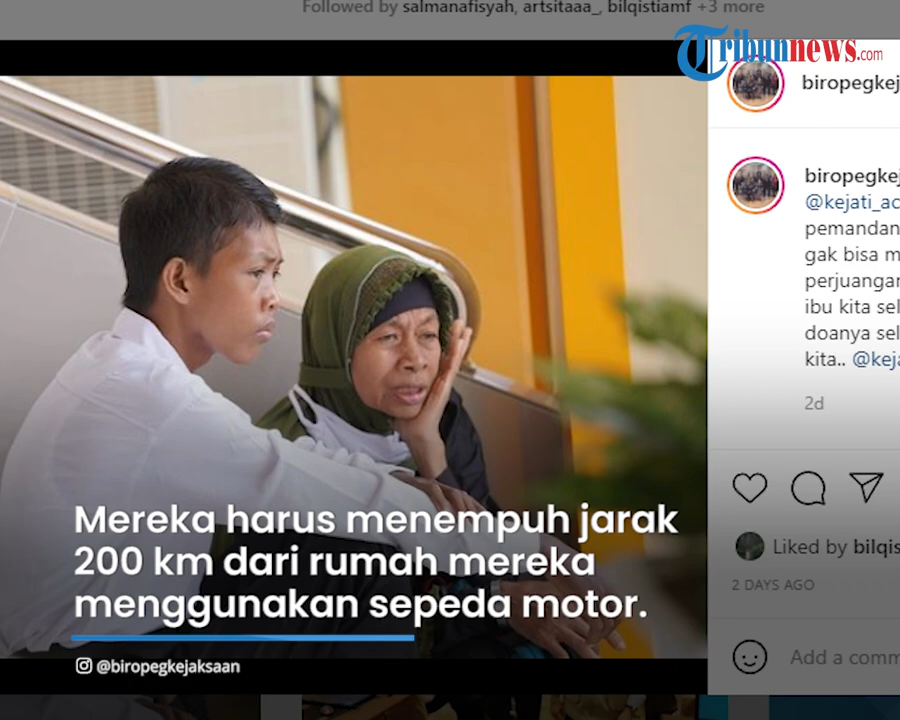 Followed by salmanafisyah, artsitaaa_, bilqistiamf +3 more
Tribunnews.com
biropegkej
biropegkej
@kejati_ac
pemandan
gak bisa m
perjuangan
ibu kita sel
doanya sel
kita.. @keja
2d
Mereka harus menempuh jarak
200 km dari rumah mereka
menggunakan sepeda motor.
@biropegkejaksaan
Liked by bilqis
2 DAYS AGO
Add a comm